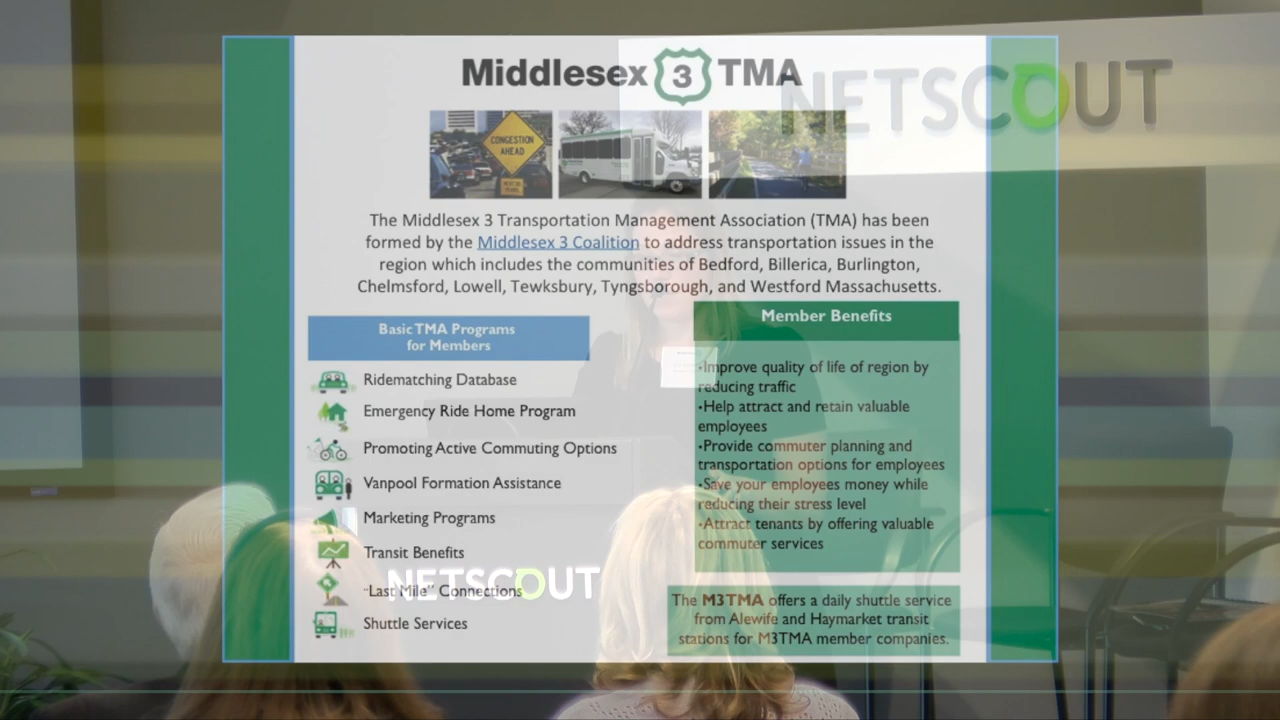 Middlesex 3 TMA
NETSCOUT
CONGESTION
AHEAD
The Middlesex 3 Transportation Management Association (TMA) has been
formed by the Middlesex 3 Coalition to address transportation issues in the
region which includes the communities of Bedford, Billerica, Burlington,
Chelmsford, Lowell, Tewksbury, Tyngsborough, and Westford Massachusetts.
Basic TMA Programs
for Members
Ridematching Database
Emergency Ride Home Program
Promoting Active Commuting Options
Vanpool Formation Assistance
Marketing Programs
Transit Benefits
“Last Mile” Connections
Shuttle Services
NETSCOUT
Member Benefits
•Improve quality of life of region by
reducing traffic
•Help attract and retain valuable
employees
•Provide commuter planning and
transportation options for employees
•Save your employees money while
reducing their stress level
•Attract tenants by offering valuable
commuter services
The M3TMA offers a daily shuttle service
from Alewife and Haymarket transit
stations for M3TMA member companies.